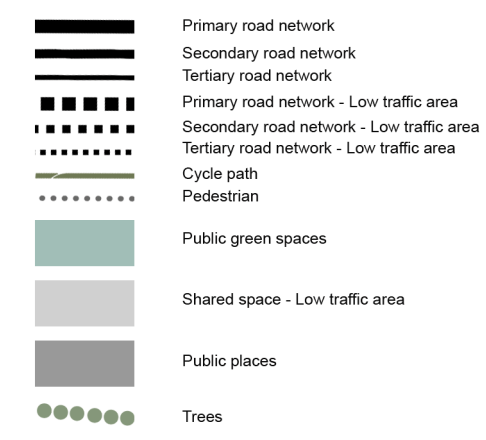 Primary road network
Secondary road network
Tertiary road network
Primary road network - Low traffic area
Secondary road network - Low traffic area
Tertiary road network - Low traffic area
Cycle path
Pedestrian
Public green spaces
Shared space - Low traffic area
Public places
Trees